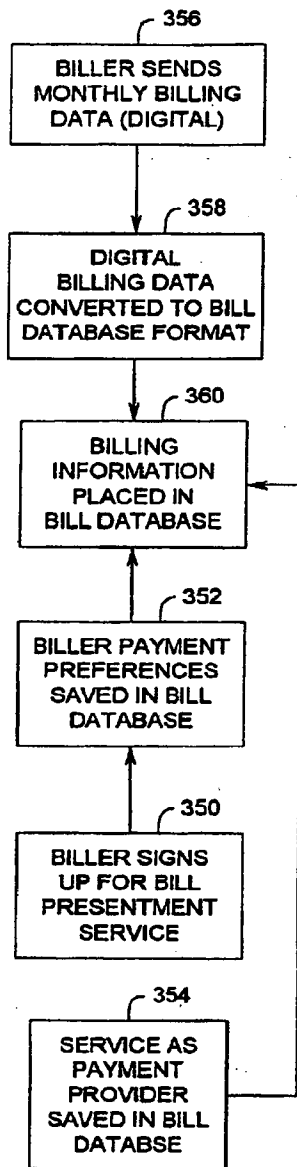 356
BILLER SENDS
MONTHLY BILLING
DATA (DIGITAL)
358
DIGITAL
BILLING DATA
CONVERTED TO BILL
DATABASE FORMAT
360
BILLING
INFORMATION
PLACED IN
BILL DATABASE
352
BILLER PAYMENT
PREFERENCES
SAVED IN BILL
DATABASE
350
BILLER SIGNS
UP FOR BILL
PRESENTMENT
SERVICE
354
SERVICE AS
PAYMENT
PROVIDER
SAVED IN BILL
DATABSE